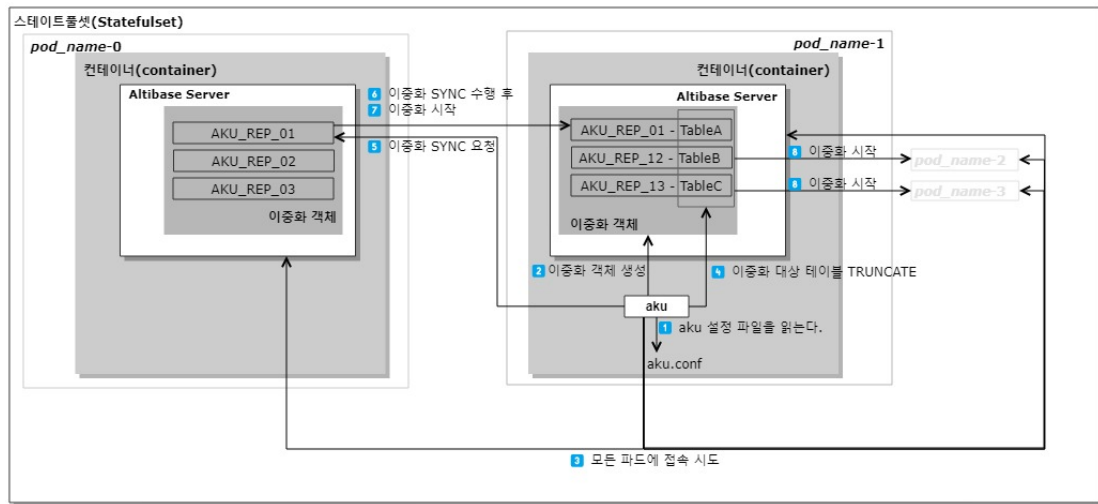 스테이트풀셋(Statefulset)
pod_name-0
컨테이너(container)
Altibase Server
AKU_REP_01
AKU_REP_02
AKU_REP_03
이중화 객체
6 이중화 SYNC 수행 후
7 이중화 시작
5 이중화 SYNC 요청
pod_name-1
컨테이너(container)
Altibase Server
AKU_REP_01 - TableA
AKU_REP_12 - TableB
AKU_REP_13 - TableC
이중화 객체
8 이중화 시작
8 이중화 시작
pod_name-2
pod_name-3
2 이중화 객체 생성
4 이중화 대상 테이블 TRUNCATE
aku
1 aku 설정 파일을 읽는다.
aku.conf
3 모든 파드에 접속 시도